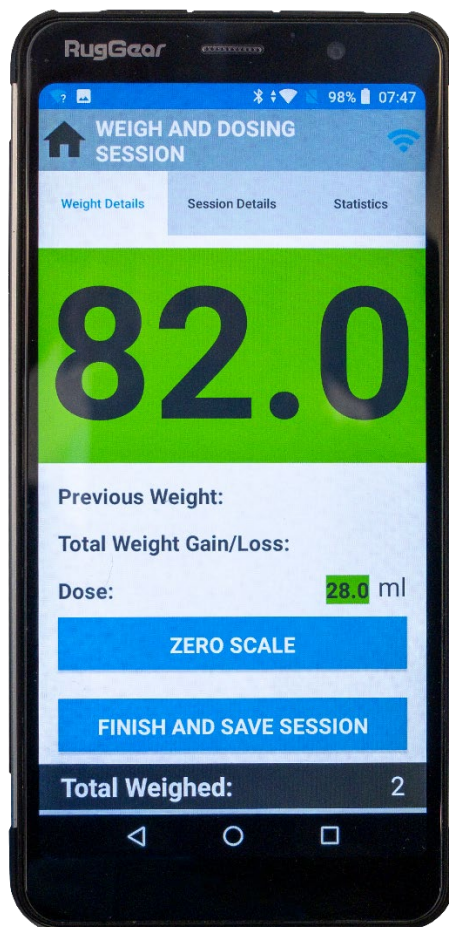 RugGear
? 98% 07:47
WEIGH AND DOSING
SESSION
Weight Details Session Details Statistics
82.0
Previous Weight:
Total Weight Gain/Loss:
Dose: 28.0 ml
ZERO SCALE
FINISH AND SAVE SESSION
Total Weighed: 2